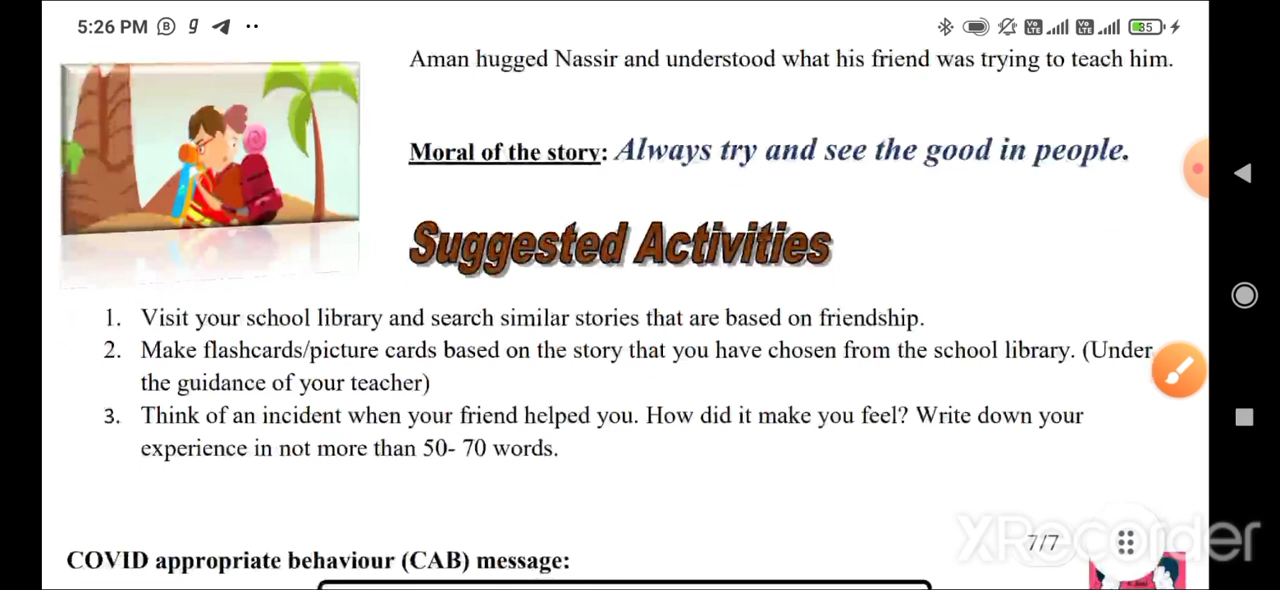 5:26 PM
35
Aman hugged Nassir and understood what his friend was trying to teach him.
Moral of the story: Always try and see the good in people.
Suggested Activities
1. Visit your school library and search similar stories that are based on friendship.
2. Make flashcards/picture cards based on the story that you have chosen from the school library. (Under
the guidance of your teacher)
3. Think of an incident when your friend helped you. How did it make you feel? Write down your
experience in not more than 50- 70 words.
7/7
XRecorder
COVID appropriate behaviour (CAB) message: